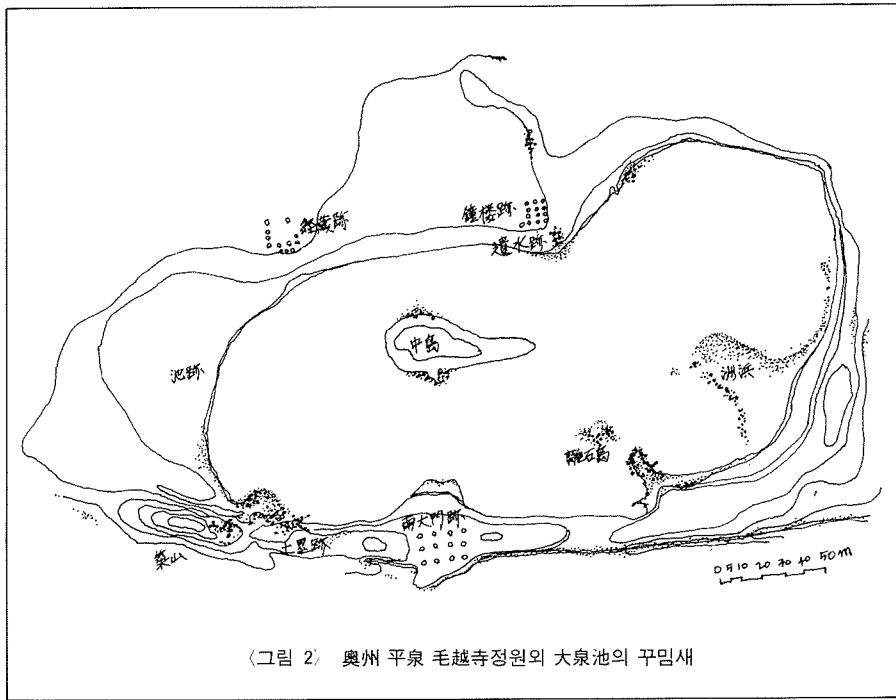 経蔵跡
鐘楼跡
遣水跡
中島
池跡
洲浜
離石島
南大門跡
土塁跡
築山
0 5 10 20 30 40 50m
〈그림 2〉 奧州 平泉 毛越寺정원의 大泉池의 꾸밈새